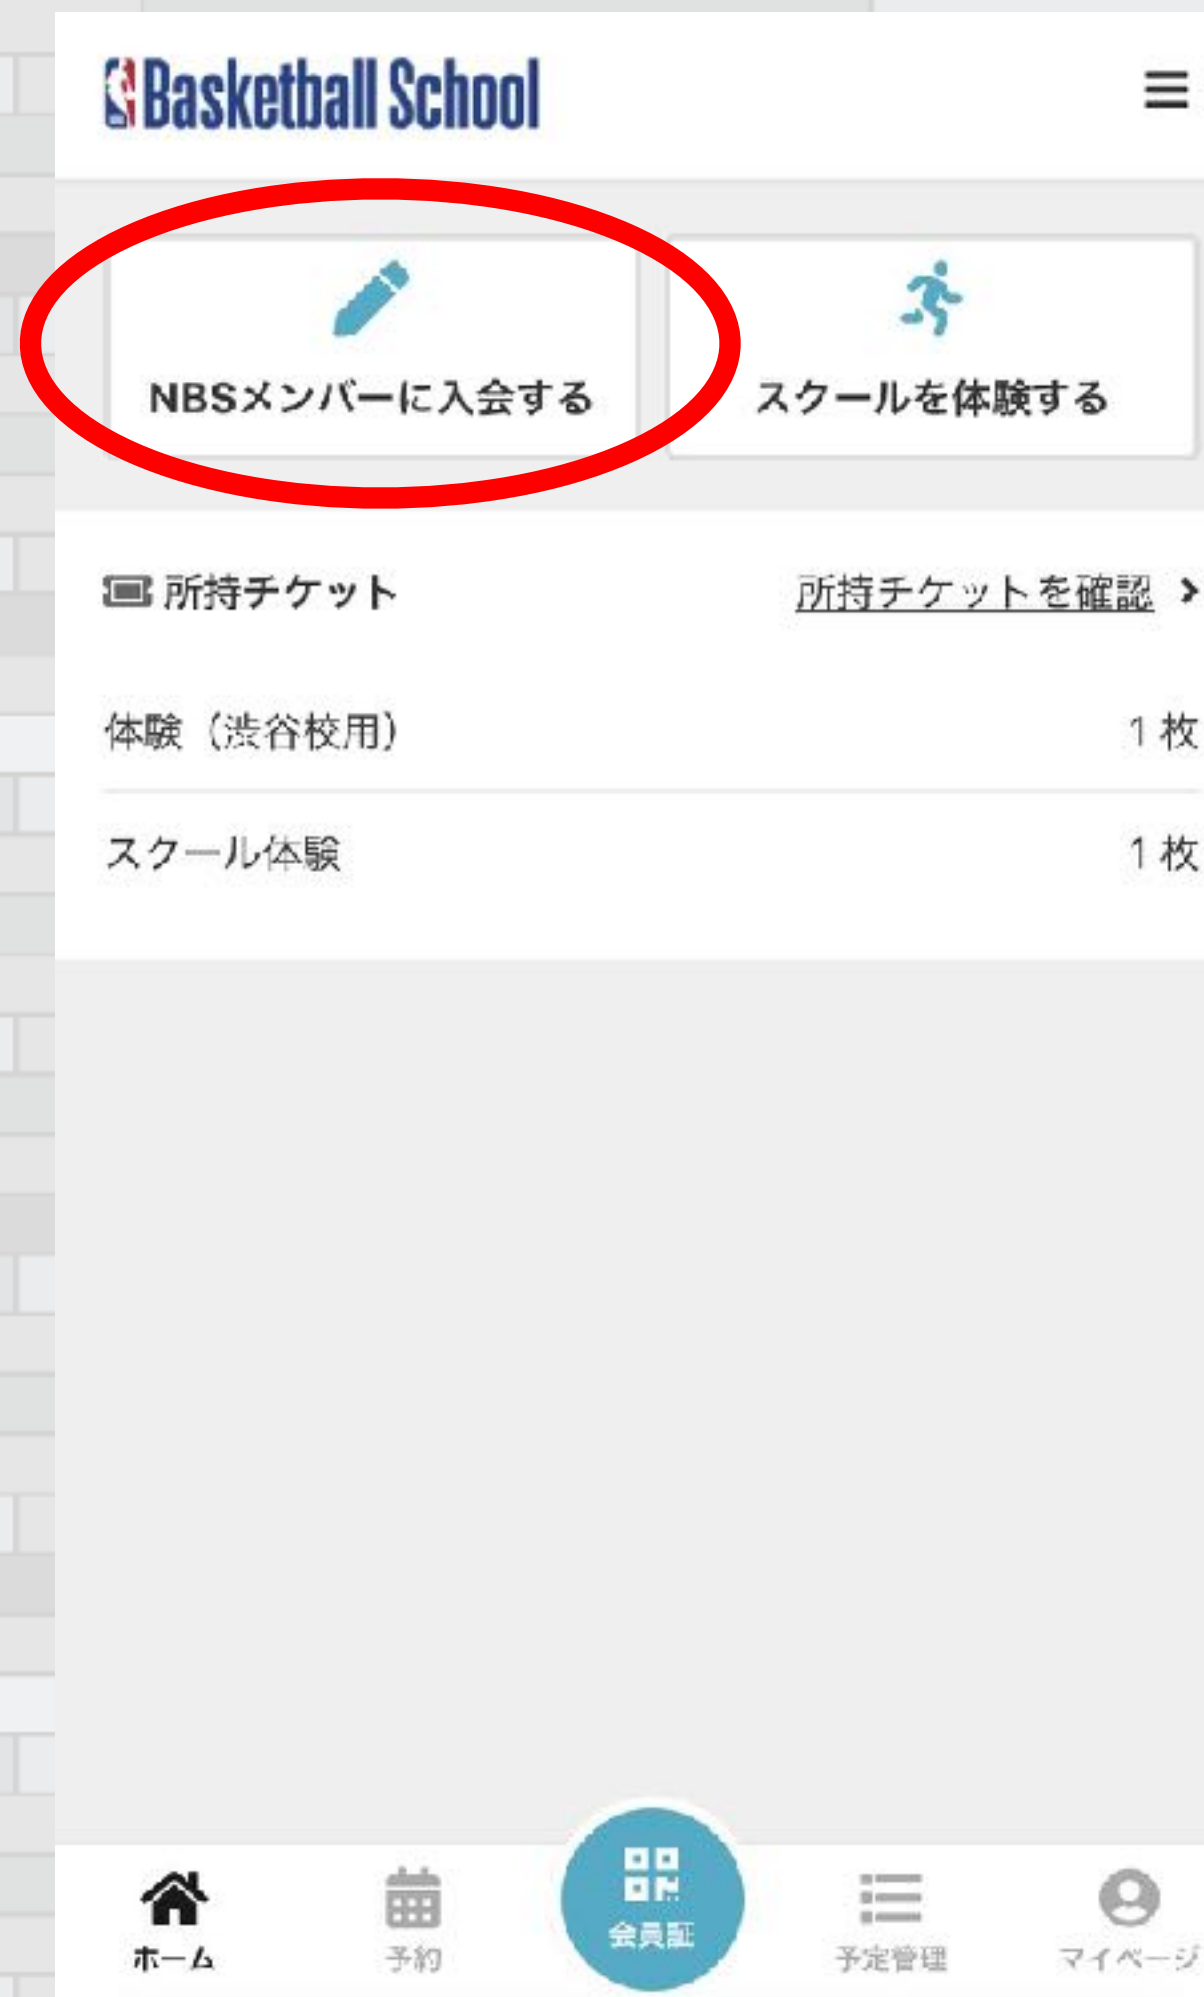 Basketball School
NBSメンバーに入会する
スクールを体験する
所持チケット
所持チケットを確認
体験（渋谷校用）
1 枚
スクール体験
1 枚
ホーム
予約
会員証
予定管理
マイページ